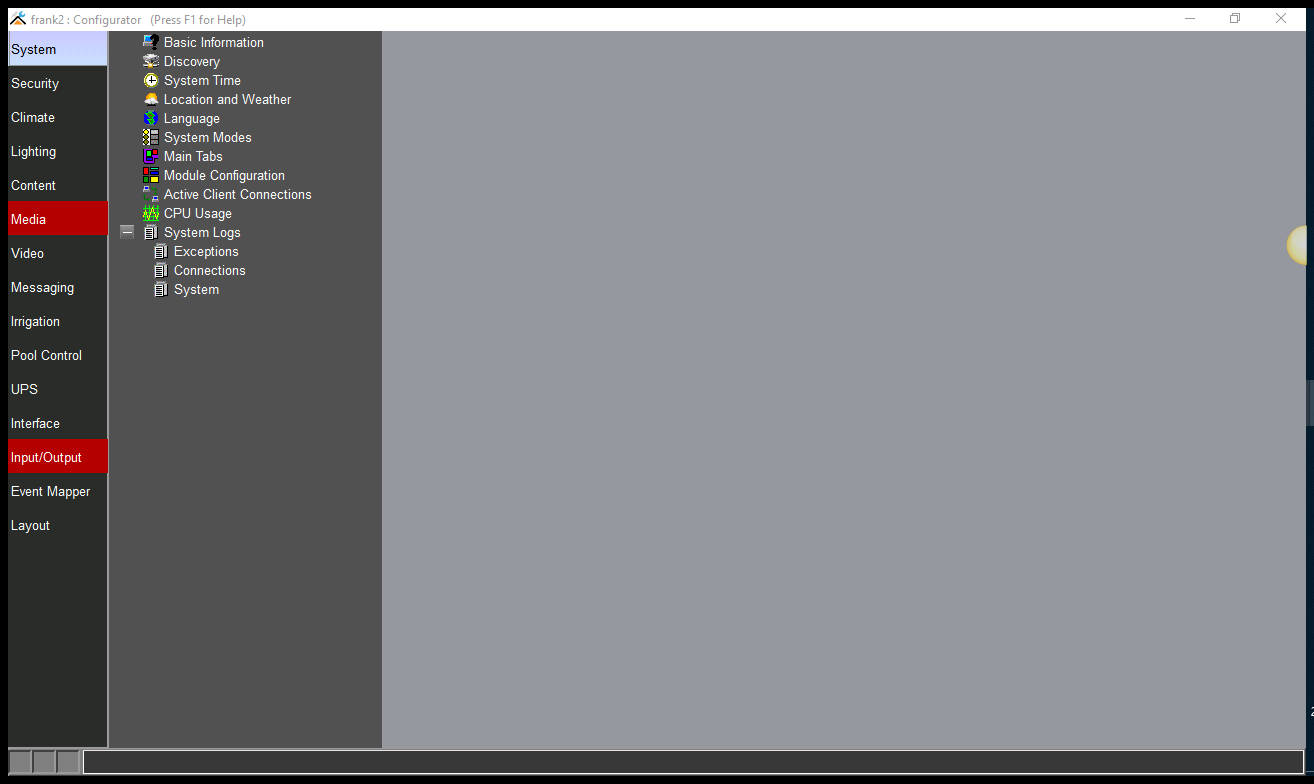 frank2 : Configurator (Press F1 for Help)
System
Security
Climate
Lighting
Content
Media
Video
Messaging
Irrigation
Pool Control
UPS
Interface
Input/Output
Event Mapper
Layout
Basic Information
Discovery
System Time
Location and Weather
Language
System Modes
Main Tabs
Module Configuration
Active Client Connections
CPU Usage
System Logs
Exceptions
Connections
System